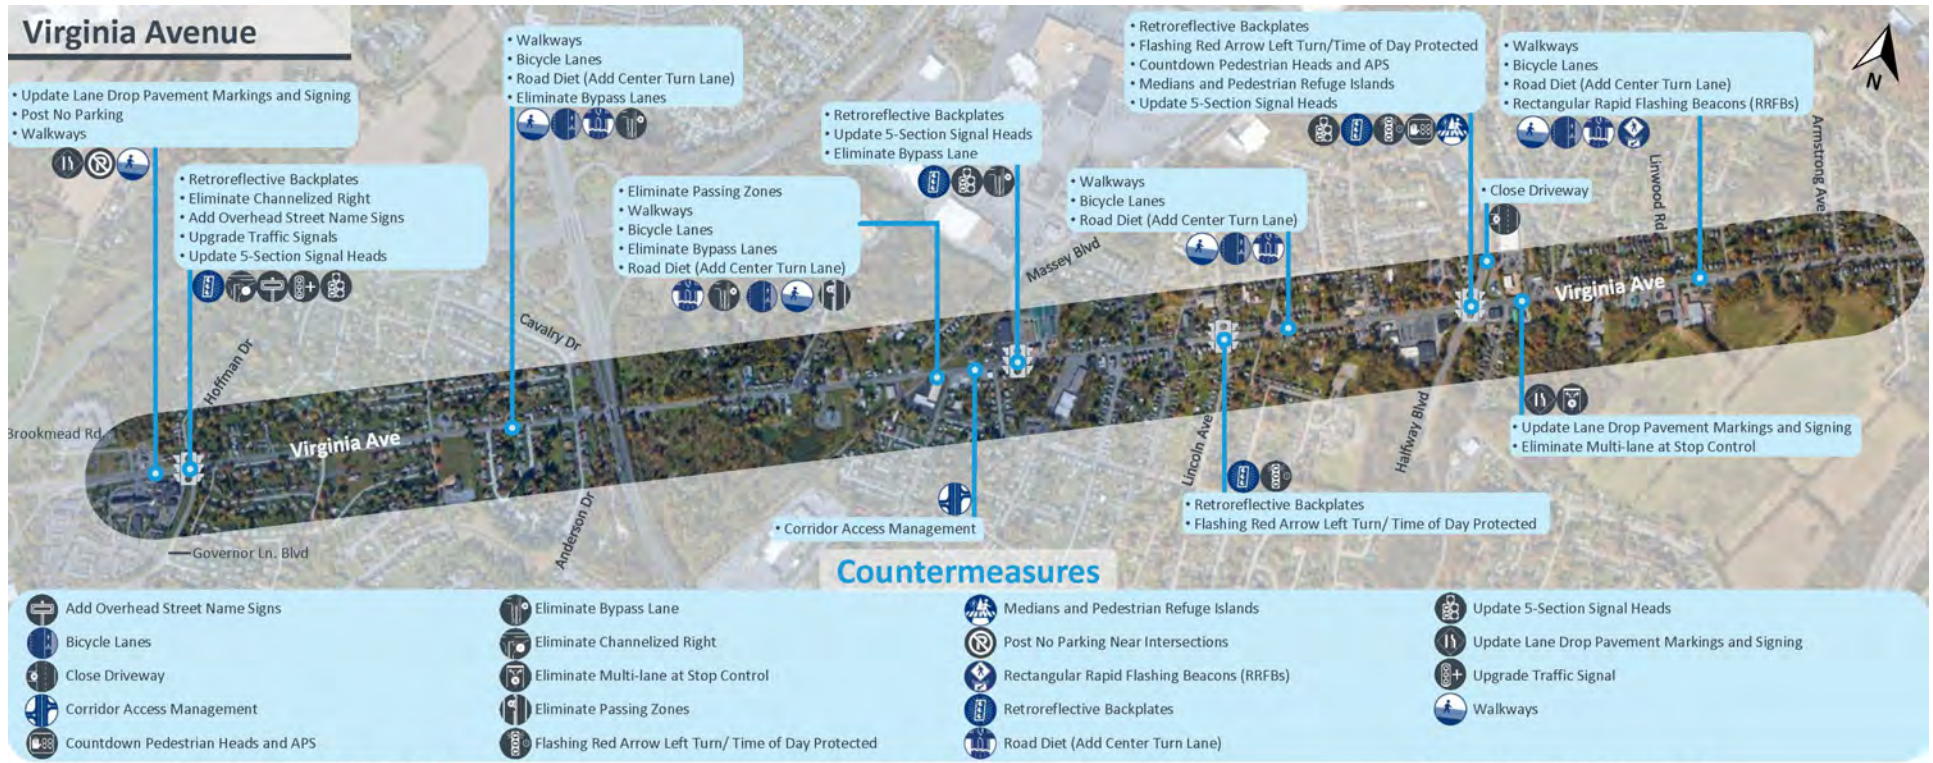 Virginia Avenue
• Update Lane Drop Pavement Markings and Signing
• Post No Parking
• Walkways
• Retroreflective Backplates
• Eliminate Channelized Right
• Add Overhead Street Name Signs
• Upgrade Traffic Signals
• Update 5-Section Signal Heads
• Walkways
• Bicycle Lanes
• Road Diet (Add Center Turn Lane)
• Eliminate Bypass Lanes
• Eliminate Passing Zones
• Walkways
• Bicycle Lanes
• Eliminate Bypass Lanes
• Road Diet (Add Center Turn Lane)
• Retroreflective Backplates
• Update 5-Section Signal Heads
• Eliminate Bypass Lane
• Walkways
• Bicycle Lanes
• Road Diet (Add Center Turn Lane)
• Retroreflective Backplates
• Flashing Red Arrow Left Turn/Time of Day Protected
• Countdown Pedestrian Heads and APS
• Medians and Pedestrian Refuge Islands
• Update 5-Section Signal Heads
• Walkways
• Bicycle Lanes
• Road Diet (Add Center Turn Lane)
• Rectangular Rapid Flashing Beacons (RRFBs)
• Close Driveway
N
Armstrong Ave
Linwood Rd
Massey Blvd
Cavalry Dr
Hoffman Dr
Brookmead Rd.
Virginia Ave
Virginia Ave
Governor Ln. Blvd
Anderson Dr
Lincoln Ave
Halfway Blvd
• Corridor Access Management
• Retroreflective Backplates
• Flashing Red Arrow Left Turn/ Time of Day Protected
• Update Lane Drop Pavement Markings and Signing
• Eliminate Multi-lane at Stop Control
Countermeasures
Add Overhead Street Name Signs
Bicycle Lanes
Close Driveway
Corridor Access Management
Countdown Pedestrian Heads and APS
Eliminate Bypass Lane
Eliminate Channelized Right
Eliminate Multi-lane at Stop Control
Eliminate Passing Zones
Flashing Red Arrow Left Turn/ Time of Day Protected
Medians and Pedestrian Refuge Islands
Post No Parking Near Intersections
Rectangular Rapid Flashing Beacons (RRFBs)
Retroreflective Backplates
Road Diet (Add Center Turn Lane)
Update 5-Section Signal Heads
Update Lane Drop Pavement Markings and Signing
Upgrade Traffic Signal
Walkways